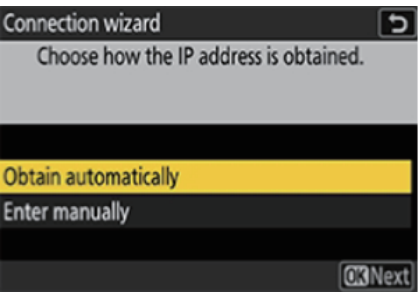 Connection wizard
Choose how the IP address is obtained.
Obtain automatically
Enter manually
OK Next